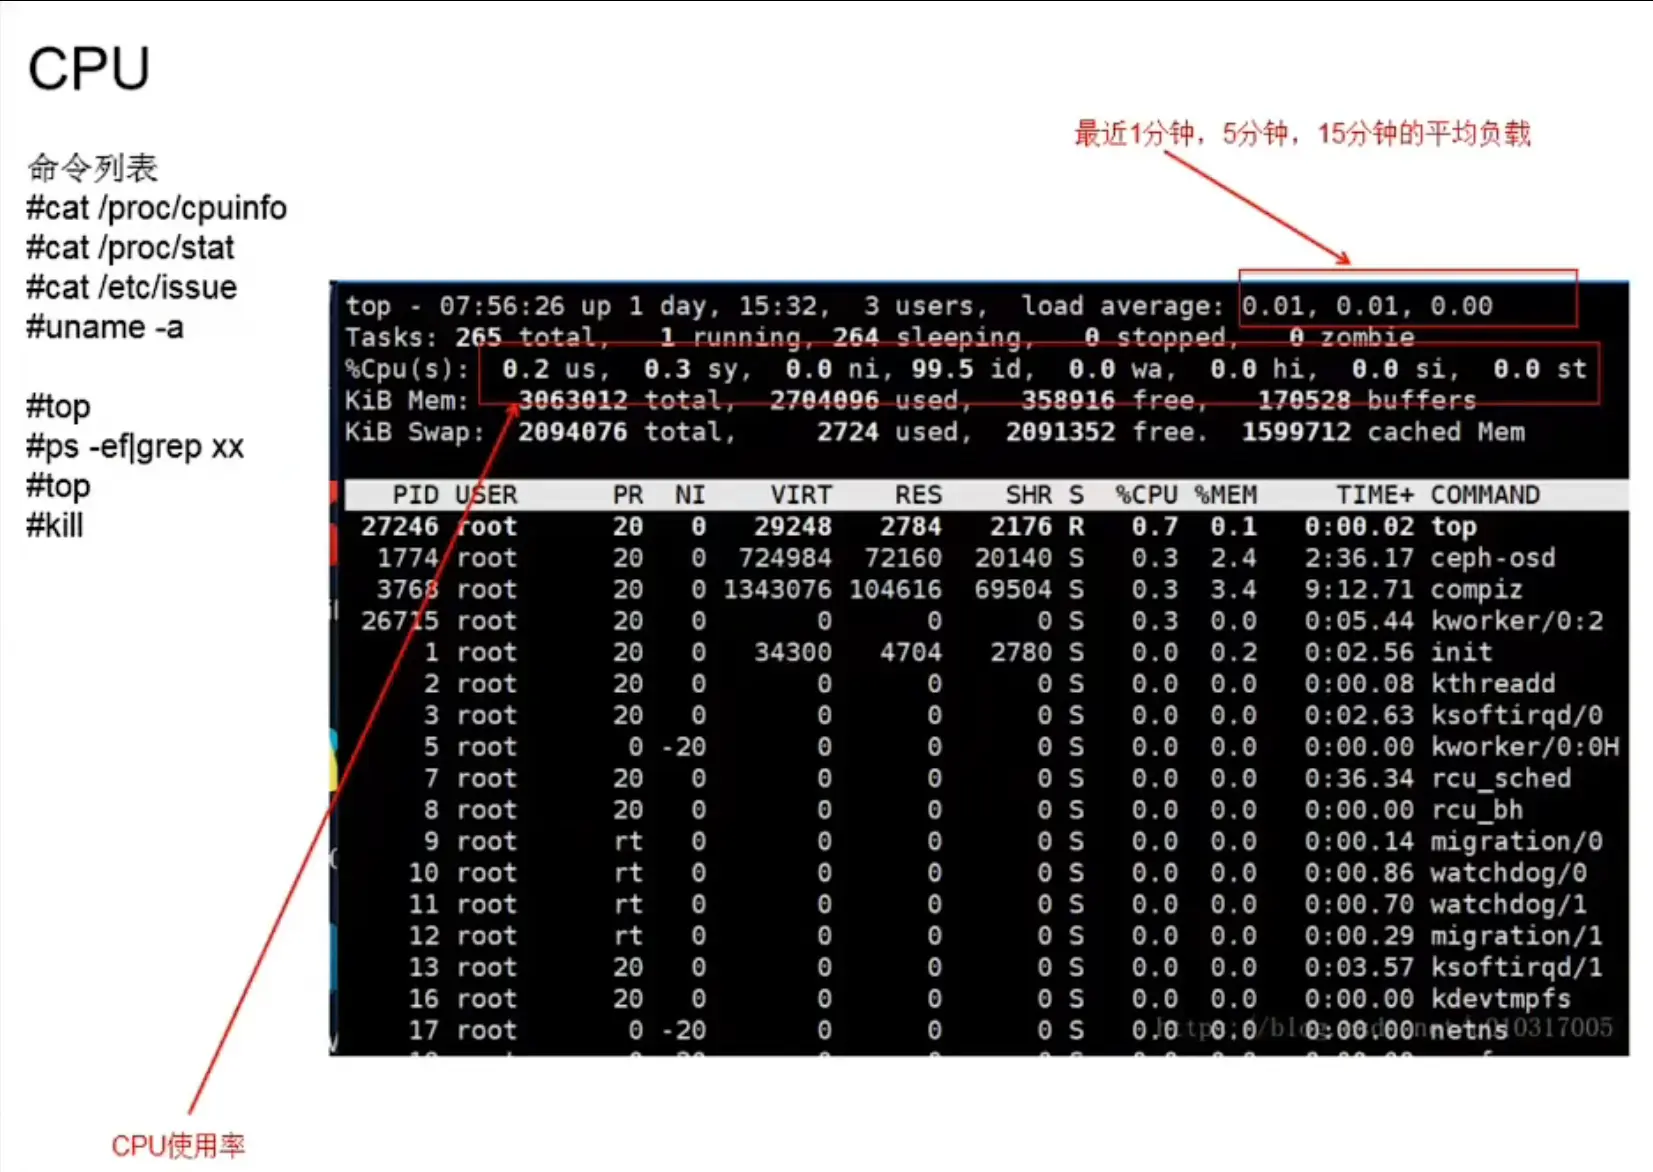 CPU
命令列表
#cat /proc/cpuinfo
#cat /proc/stat
#cat /etc/issue
#uname -a
#top
#ps -ef|grep xx
#top
#kill
最近1分钟，5分钟，15分钟的平均负载
top - 07:56:26 up 1 day, 15:32, 3 users, load average: 0.01, 0.01, 0.00
Tasks: 265 total, 1 running, 264 sleeping, 0 stopped, 0 zombie
%Cpu(s): 0.2 us, 0.3 sy, 0.0 ni, 99.5 id, 0.0 wa, 0.0 hi, 0.0 si, 0.0 st
KiB Mem: 3063012 total, 2704096 used, 358916 free, 170528 buffers
KiB Swap: 2094076 total, 2724 used, 2091352 free. 1599712 cached Mem
PID USER PR NI VIRT RES SHR S %CPU %MEM TIME+ COMMAND
27246 root 20 0 29248 2784 2176 R 0.7 0.1 0:00.02 top
1774 root 20 0 724984 72160 20140 S 0.3 2.4 2:36.17 ceph-osd
3768 root 20 0 1343076 104616 69504 S 0.3 3.4 9:12.71 compiz
26715 root 20 0 0 0 0 S 0.3 0.0 0:05.44 kworker/0:2
1 root 20 0 34300 4704 2780 S 0.0 0.2 0:02.56 init
2 root 20 0 0 0 0 S 0.0 0.0 0:00.08 kthreadd
3 root 20 0 0 0 0 S 0.0 0.0 0:02.63 ksoftirqd/0
5 root 0 -20 0 0 0 S 0.0 0.0 0:00.00 kworker/0:0H
7 root 20 0 0 0 0 S 0.0 0.0 0:36.34 rcu_sched
8 root 20 0 0 0 0 S 0.0 0.0 0:00.00 rcu_bh
9 root rt 0 0 0 0 S 0.0 0.0 0:00.14 migration/0
10 root rt 0 0 0 0 S 0.0 0.0 0:00.86 watchdog/0
11 root rt 0 0 0 0 S 0.0 0.0 0:00.70 watchdog/1
12 root rt 0 0 0 0 S 0.0 0.0 0:00.29 migration/1
13 root 20 0 0 0 0 S 0.0 0.0 0:03.57 ksoftirqd/1
16 root 20 0 0 0 0 S 0.0 0.0 0:00.00 kdevtmpfs
17 root 0 -20 0 0 0 S 0.0 0.0 0:00.00 netns
CPU使用率